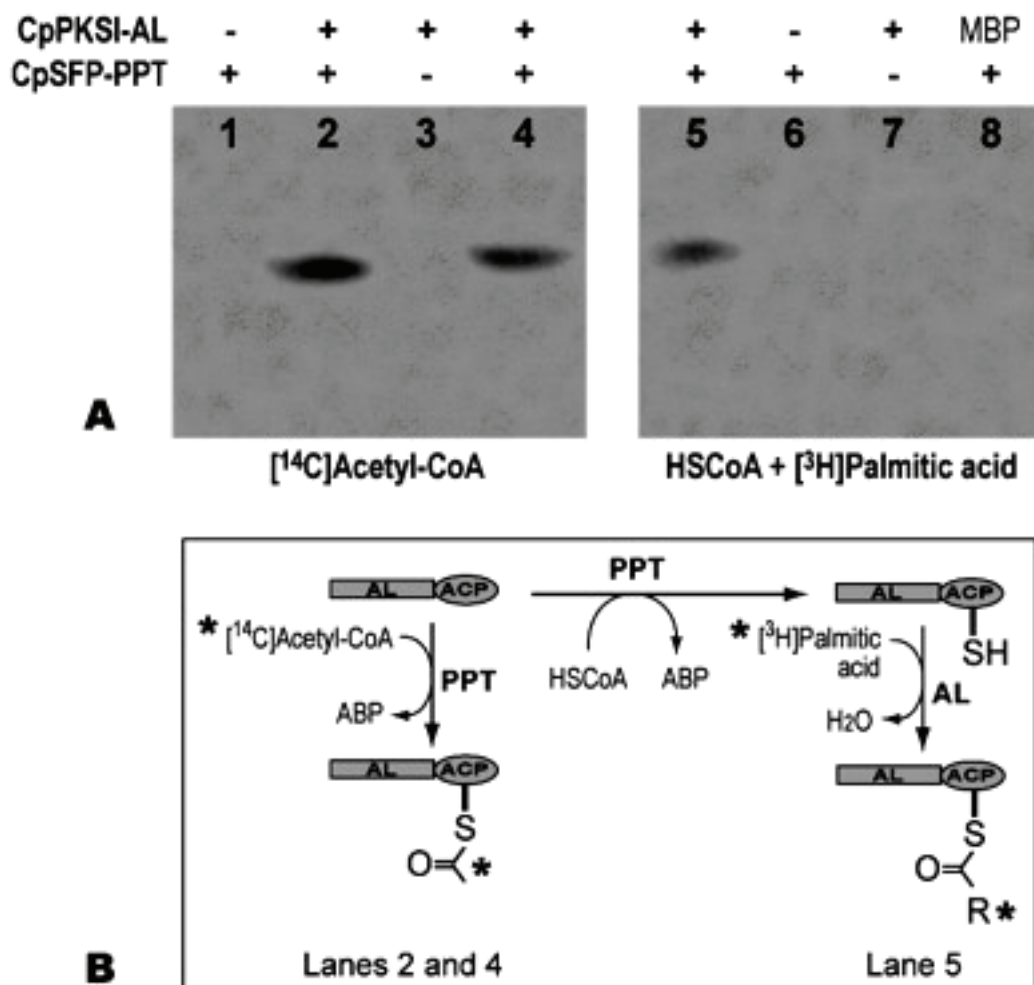 CpPKSI-AL - + + + + - + MBP
CpSFP-PPT + + - + + + - +
1 2 3 4 5 6 7 8
A
[¹⁴C]Acetyl-CoA HSCoA + [³H]Palmitic acid
AL ACP PPT AL ACP
* [¹⁴C]Acetyl-CoA HSCoA ABP * [³H]Palmitic acid SH
PPT AL
ABP H2O
AL ACP AL ACP
S S
O * O
R *
B
Lanes 2 and 4 Lane 5